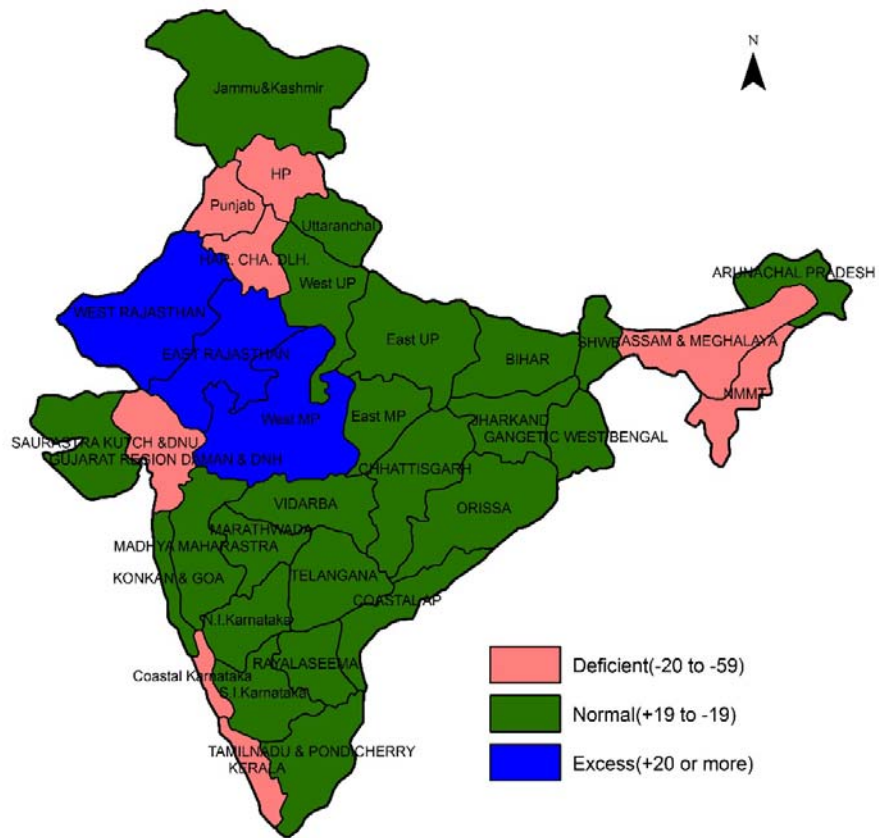 N
Jammu&Kashmir
HP
Punjab
Uttaranchal
HAR. CHA. DLH.
West UP
ARUNACHAL PRADESH
WEST RAJASTHAN
EAST RAJASTHAN
East UP
SHWB
ASSAM & MEGHALAYA
BIHAR
NMMT
West MP
East MP
JHARKAND
GANGETIC WEST BENGAL
SAURASTRA KUTCH &DNU
GUJARAT REGION DAMAN & DNH
CHHATTISGARH
VIDARBA
ORISSA
MARATHWADA
MADHYA MAHARASTRA
TELANGANA
KONKAN & GOA
COASTAL AP
N.I.Karnataka
RAYALASEEMA
Coastal Karnataka
S.I.Karnataka
TAMILNADU & PONDICHERRY
KERALA
Deficient(-20 to -59)
Normal(+19 to -19)
Excess(+20 or more)